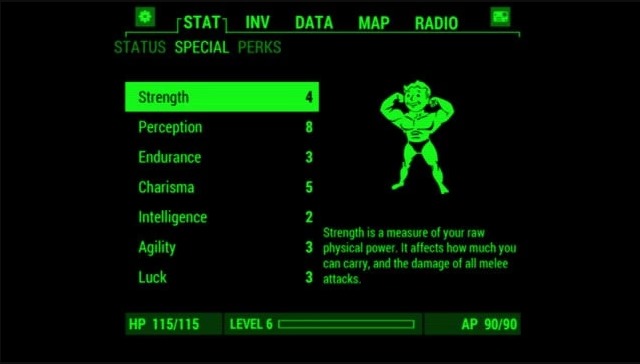 STAT INV DATA MAP RADIO
STATUS SPECIAL PERKS
Strength 4
Perception 8
Endurance 3
Charisma 5
Intelligence 2
Agility 3
Luck 3
Strength is a measure of your raw
physical power. It affects how much you
can carry, and the damage of all melee
attacks.
HP 115/115 LEVEL 6 AP 90/90